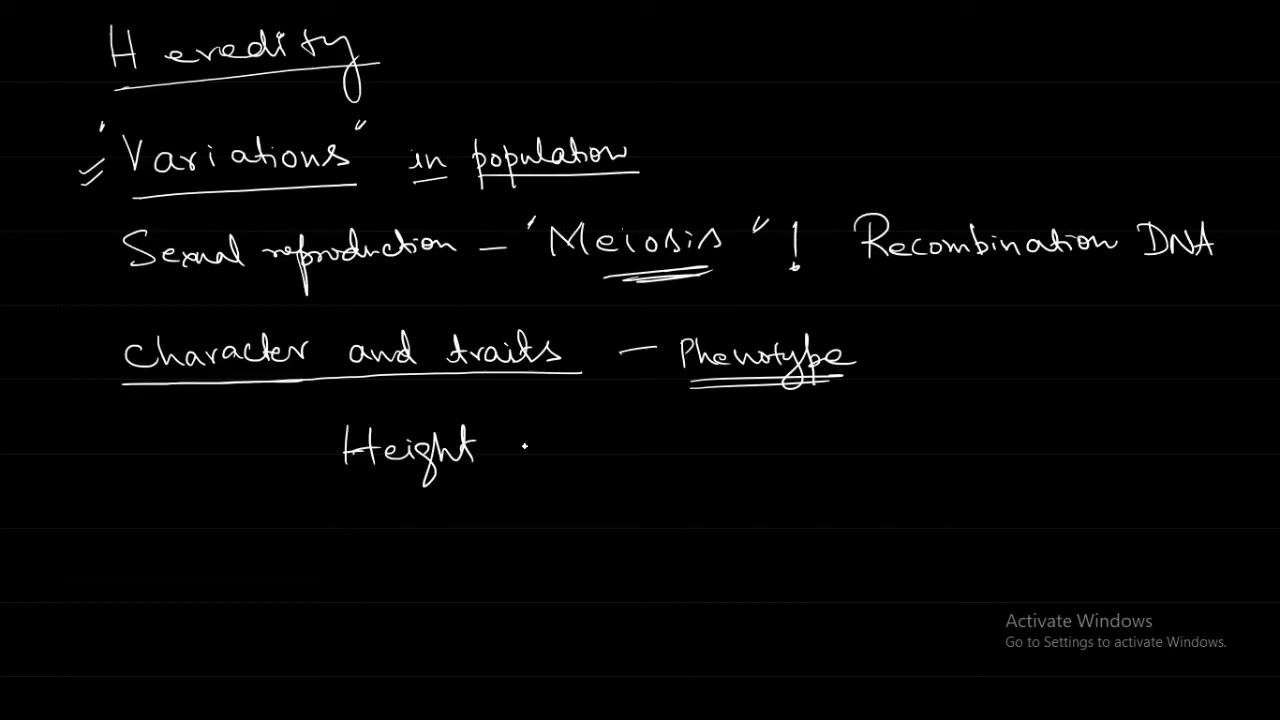 Heredity
"Variations" in population
Sexual reproduction - "Meiosis"! Recombination DNA
Character and traits - Phenotype
Height
Activate Windows
Go to Settings to activate Windows.